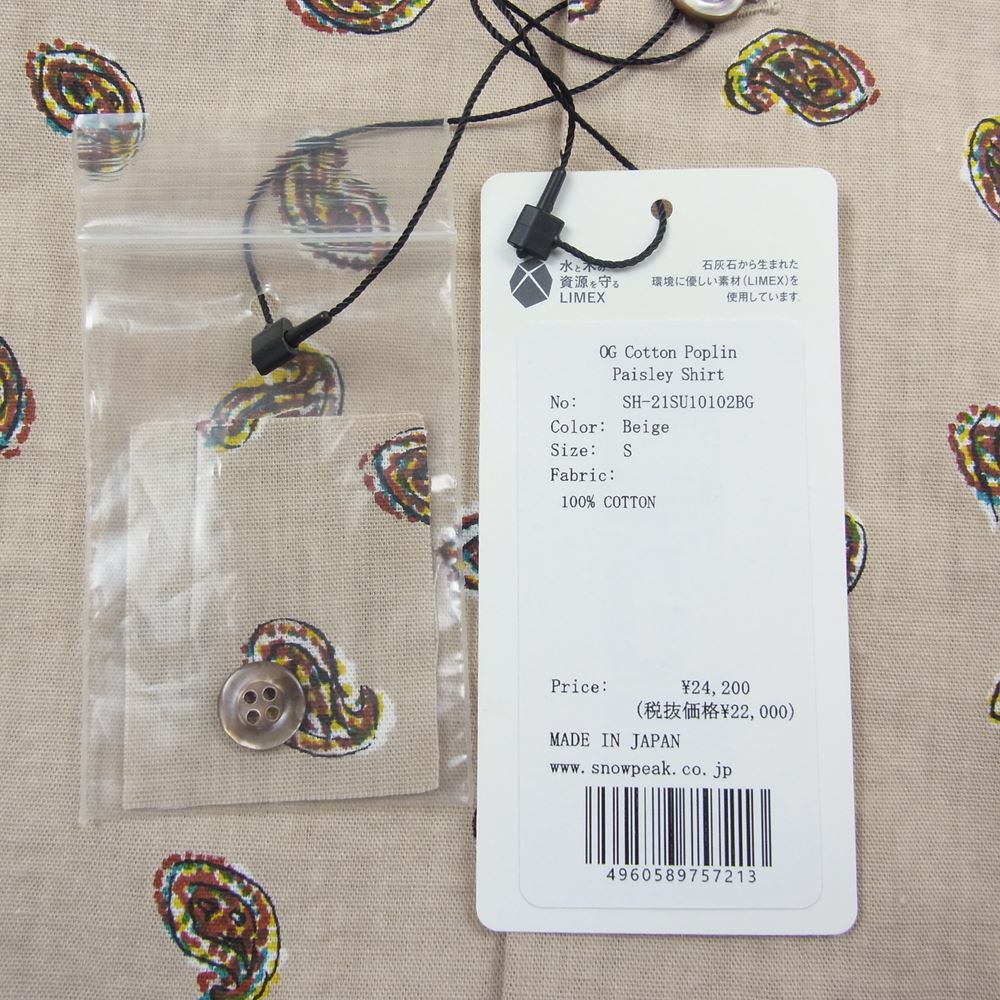 水と木の
資源を守る
LIMEX
石灰石から生まれた
環境に優しい素材(LIMEX)を
使用しています。
OG Cotton Poplin
Paisley Shirt
No: SH-21SU10102BG
Color: Beige
Size: S
Fabric:
100% COTTON
Price: ¥24,200
(税抜価格¥22,000)
MADE IN JAPAN
www.snowpeak.co.jp
4960589757213